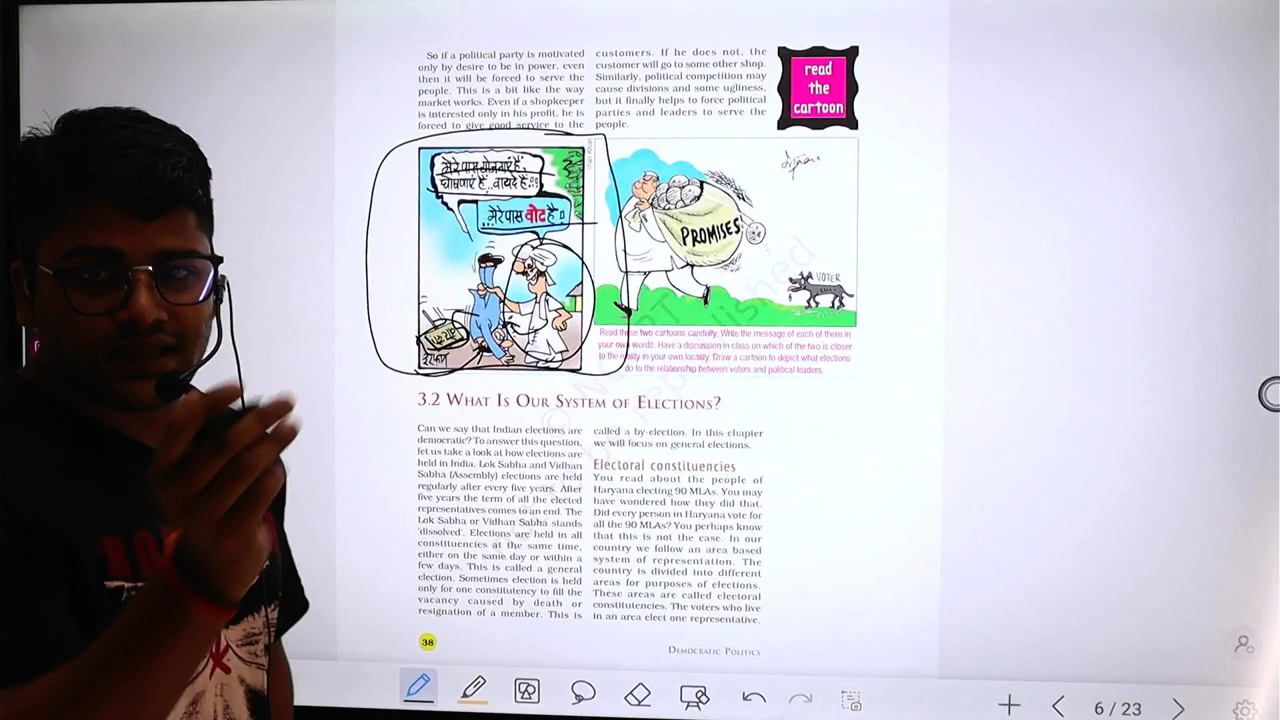 So if a political party is motivated
only by desire to be in power, even
then it will be forced to serve the
people. This is a bit like the way
market works. Even if a shopkeeper
is interested only in his profit, he is
forced to give good service to the
customers. If he does not, the
customer will go to some other shop.
Similarly, political competition may
cause divisions and some ugliness,
but it finally helps to force political
parties and leaders to serve the
people.
read
the
cartoon
मेरे पास योजनाएं हैं,
घोषणाएं हैं.. वायदे हैं..!!
...मेरे पास वोट है!
इरफान
Irfan Khan
PROMISES
VOTER
Read these two cartoons carefully. Write the message of each of them in
your own words. Have a discussion in class on which of the two is closer
to the reality in your own locality. Draw a cartoon to depict what elections
do to the relationship between voters and political leaders.
3.2 WHAT IS OUR SYSTEM OF ELECTIONS?
Can we say that Indian elections are
democratic? To answer this question,
let us take a look at how elections are
held in India. Lok Sabha and Vidhan
Sabha (Assembly) elections are held
regularly after every five years. After
five years the term of all the elected
representatives comes to an end. The
Lok Sabha or Vidhan Sabha stands
‘dissolved’. Elections are held in all
constituencies at the same time,
either on the same day or within a
few days. This is called a general
election. Sometimes election is held
only for one constitutency to fill the
vacancy caused by death or
resignation of a member. This is
called a by-election. In this chapter
we will focus on general elections.
Electoral constituencies
You read about the people of
Haryana electing 90 MLAs. You may
have wondered how they did that.
Did every person in Haryana vote for
all the 90 MLAs? You perhaps know
that this is not the case. In our
country we follow an area based
system of representation. The
country is divided into different
areas for purposes of elections.
These areas are called electoral
constitutencies. The voters who live
in an area elect one representative.
38
DEMOCRATIC POLITICS
6 / 23